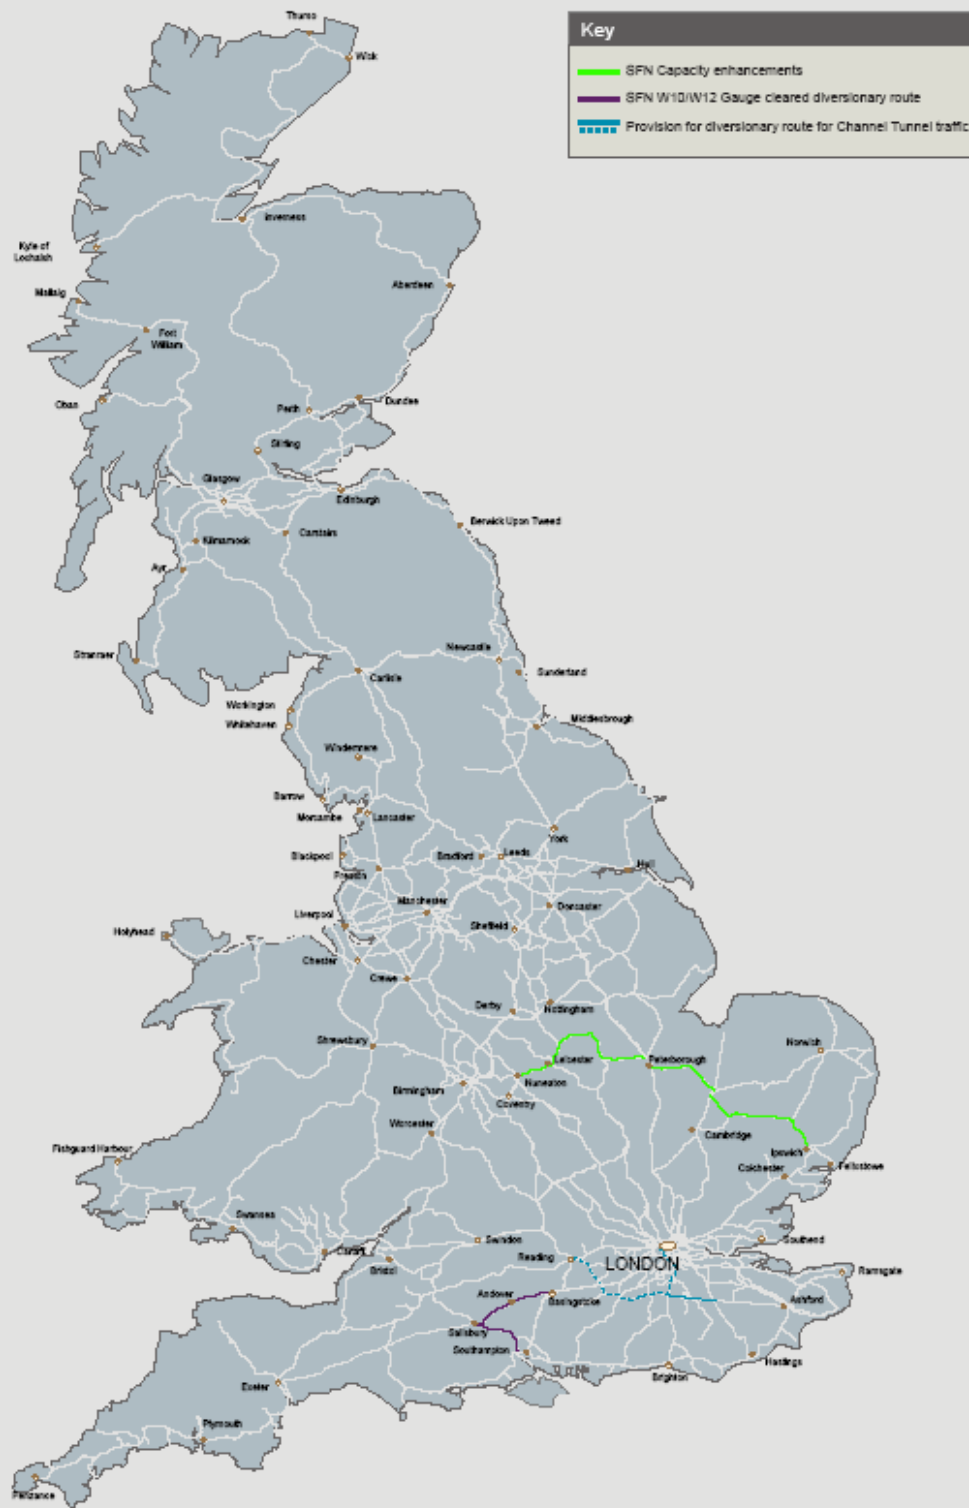 Key
SFN Capacity enhancements
SFN W10/W12 Gauge cleared diversionary route
Provision for diversionary route for Channel Tunnel traffic
Thurso
Wick
Inverness
Kyle of
Lochalsh
Aberdeen
Mallaig
Fort
William
Oban
Perth
Dundee
Stirling
Glasgow
Edinburgh
Berwick Upon Tweed
Carstairs
Kilmarnock
Ayr
Stranraer
Newcastle
Sunderland
Carlisle
Workington
Whitehaven
Middlesbrough
Windermere
Barrow
Morcambe
Lancaster
York
Blackpool
Bradford
Leeds
Preston
Hull
Manchester
Doncaster
Liverpool
Sheffield
Holyhead
Chester
Crewe
Derby
Nottingham
Shrewsbury
Leicester
Peterborough
Norwich
Nuneaton
Birmingham
Coventry
Worcester
Cambridge
Ipswich
Fishguard Harbour
Colchester
Felixstowe
Swansea
Cardiff
Swindon
Southend
Bristol
Reading
LONDON
Ramsgate
Andover
Basingstoke
Ashford
Salisbury
Southampton
Hastings
Brighton
Exeter
Plymouth
Penzance